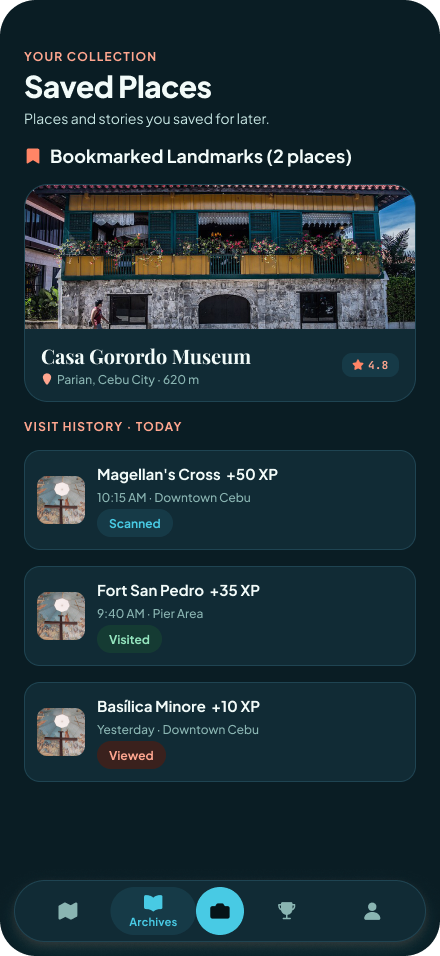 YOUR COLLECTION
Saved Places
Places and stories you saved for later.
Bookmarked Landmarks (2 places)
Casa Gorordo Museum
Parian, Cebu City · 620 m
4.8
VISIT HISTORY · TODAY
Magellan's Cross +50 XP
10:15 AM · Downtown Cebu
Scanned
Fort San Pedro +35 XP
9:40 AM · Pier Area
Visited
Basílica Minore +10 XP
Yesterday · Downtown Cebu
Viewed
Archives